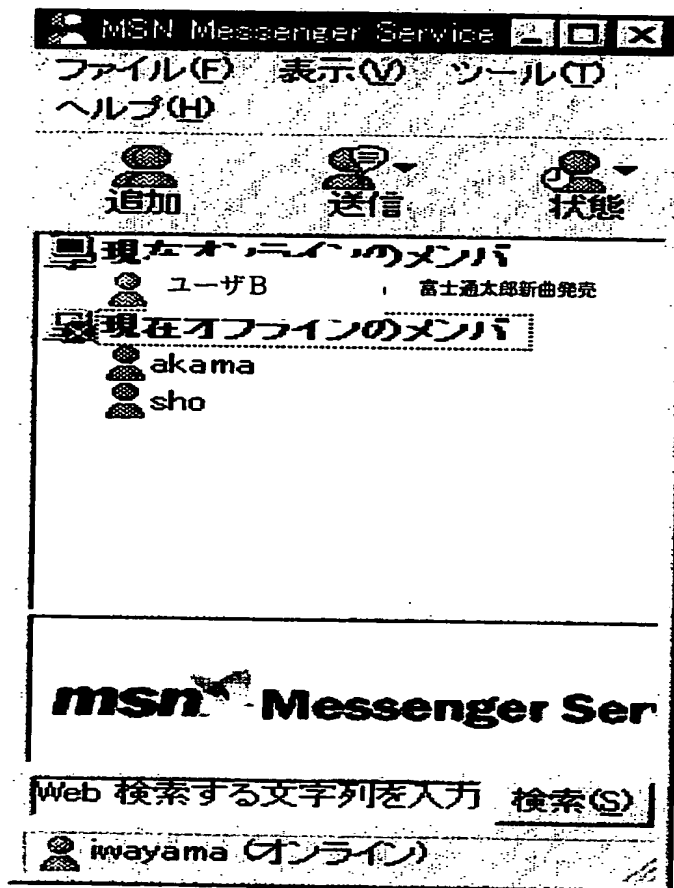 MSN Messenger Service
ファイル(F) 表示(V) ツール(T)
ヘルプ(H)
追加 送信 状態
現在オンラインのメンバ
ユーザB 富士通太郎新曲発売
現在オフラインのメンバ
akama
sho
msn Messenger Ser
Web 検索する文字列を入力 検索(S)
iwayama (オンライン)